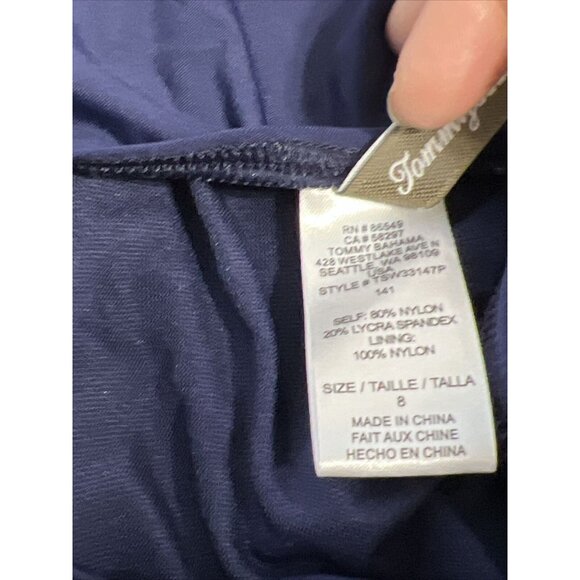 Tommy
RN # 86549
CA # 58297
TOMMY BAHAMA
428 WESTLAKE AVE N
SEATTLE, WA 98109
USA
STYLE # TSW33147P
141
SELF: 80% NYLON
20% LYCRA SPANDEX
LINING:
100% NYLON
SIZE / TAILLE / TALLA
8
MADE IN CHINA
FAIT AUX CHINE
HECHO EN CHINA